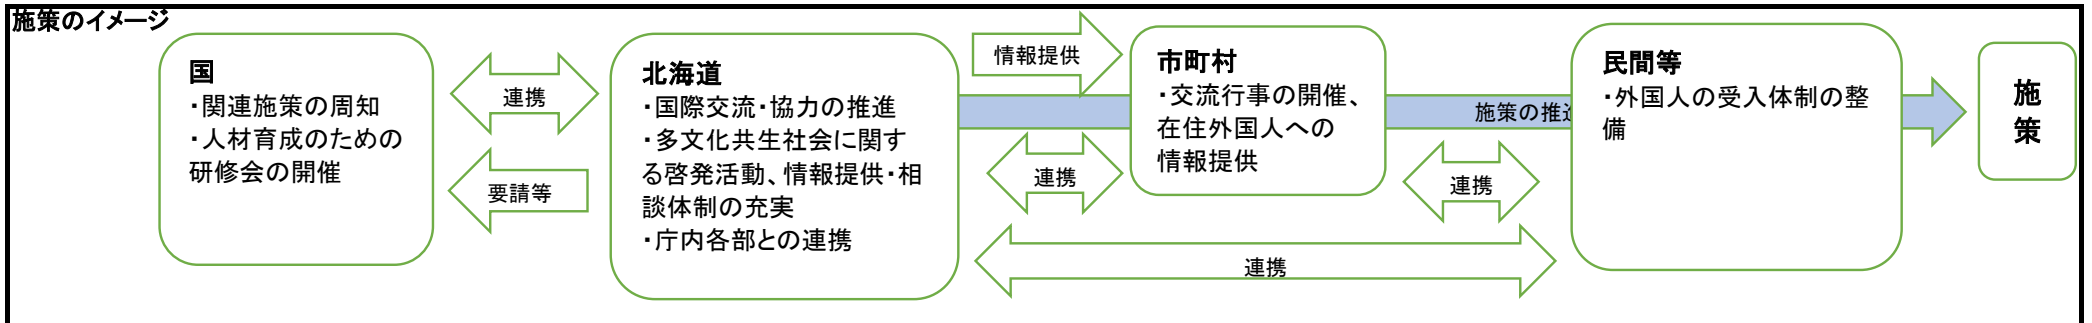 施策のイメージ
国
・関連施策の周知
・人材育成のための
研修会の開催
連携
要請等
北海道
・国際交流・協力の推進
・多文化共生社会に関す
る啓発活動、情報提供・相
談体制の充実
・庁内各部との連携
情報提供
連携
市町村
・交流行事の開催、
在住外国人への
情報提供
施策の推進
連携
連携
民間等
・外国人の受入体制の整
備
施
策